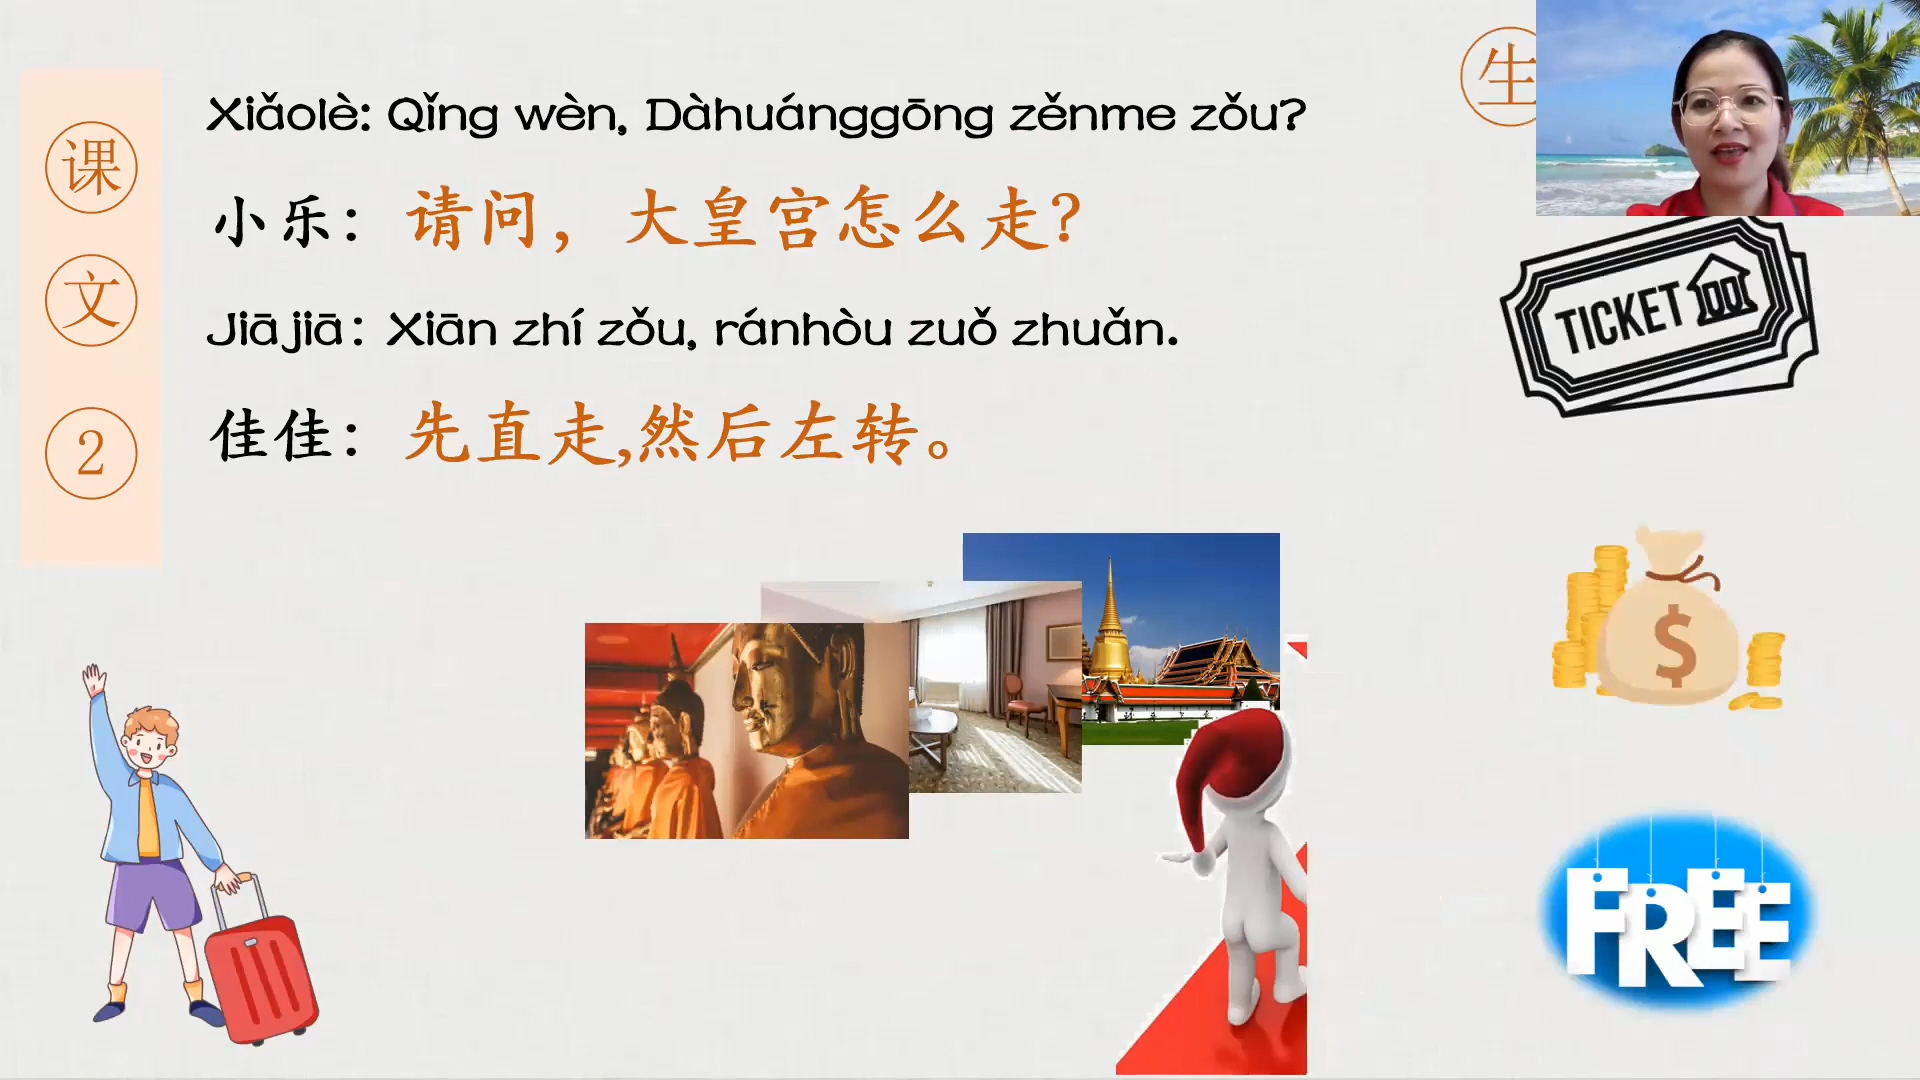 课
文
2
Xiǎolè: Qǐng wèn, Dàhuánggōng zěnme zǒu?
小乐：请问，大皇宫怎么走?
Jiājiā: Xiān zhí zǒu, ránhòu zuǒ zhuǎn.
佳佳：先直走,然后左转。
生
TICKET
$
FREE